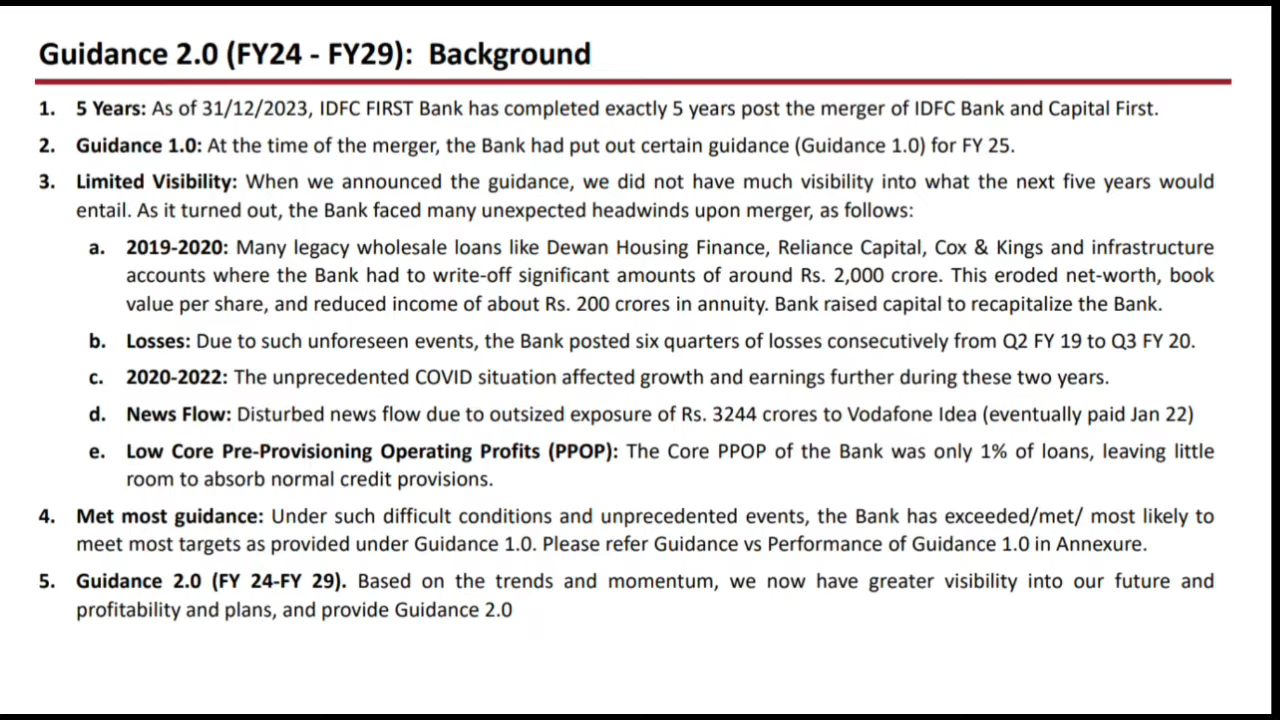 Guidance 2.0 (FY24 - FY29): Background
1. 5 Years: As of 31/12/2023, IDFC FIRST Bank has completed exactly 5 years post the merger of IDFC Bank and Capital First.
2. Guidance 1.0: At the time of the merger, the Bank had put out certain guidance (Guidance 1.0) for FY 25.
3. Limited Visibility: When we announced the guidance, we did not have much visibility into what the next five years would
entail. As it turned out, the Bank faced many unexpected headwinds upon merger, as follows:
a. 2019-2020: Many legacy wholesale loans like Dewan Housing Finance, Reliance Capital, Cox & Kings and infrastructure
accounts where the Bank had to write-off significant amounts of around Rs. 2,000 crore. This eroded net-worth, book
value per share, and reduced income of about Rs. 200 crores in annuity. Bank raised capital to recapitalize the Bank.
b. Losses: Due to such unforeseen events, the Bank posted six quarters of losses consecutively from Q2 FY 19 to Q3 FY 20.
c. 2020-2022: The unprecedented COVID situation affected growth and earnings further during these two years.
d. News Flow: Disturbed news flow due to outsized exposure of Rs. 3244 crores to Vodafone Idea (eventually paid Jan 22)
e. Low Core Pre-Provisioning Operating Profits (PPOP): The Core PPOP of the Bank was only 1% of loans, leaving little
room to absorb normal credit provisions.
4. Met most guidance: Under such difficult conditions and unprecedented events, the Bank has exceeded/met/ most likely to
meet most targets as provided under Guidance 1.0. Please refer Guidance vs Performance of Guidance 1.0 in Annexure.
5. Guidance 2.0 (FY 24-FY 29). Based on the trends and momentum, we now have greater visibility into our future and
profitability and plans, and provide Guidance 2.0